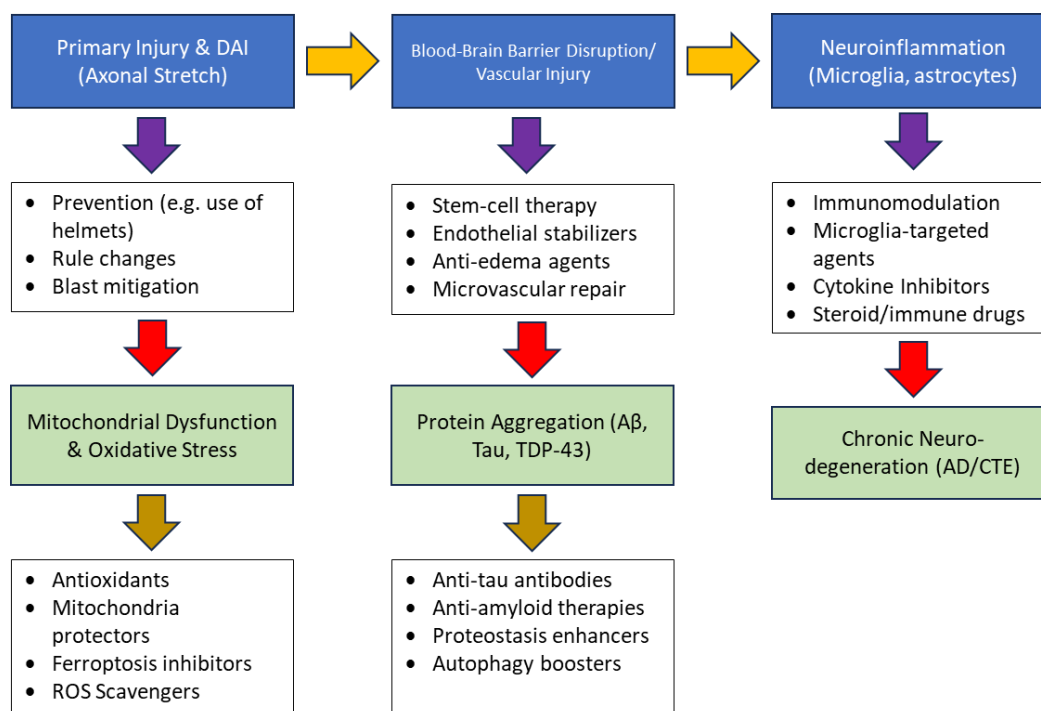 Primary Injury & DAI
(Axonal Stretch)
Blood-Brain Barrier Disruption/
Vascular Injury
Neuroinflammation
(Microglia, astrocytes)
• Prevention (e.g. use of
helmets)
• Rule changes
• Blast mitigation
• Stem-cell therapy
• Endothelial stabilizers
• Anti-edema agents
• Microvascular repair
• Immunomodulation
• Microglia-targeted
agents
• Cytokine Inhibitors
• Steroid/immune drugs
Mitochondrial Dysfunction
& Oxidative Stress
Protein Aggregation (Aβ,
Tau, TDP-43)
Chronic Neuro-
degeneration (AD/CTE)
• Antioxidants
• Mitochondria
protectors
• Ferroptosis inhibitors
• ROS Scavengers
• Anti-tau antibodies
• Anti-amyloid therapies
• Proteostasis enhancers
• Autophagy boosters